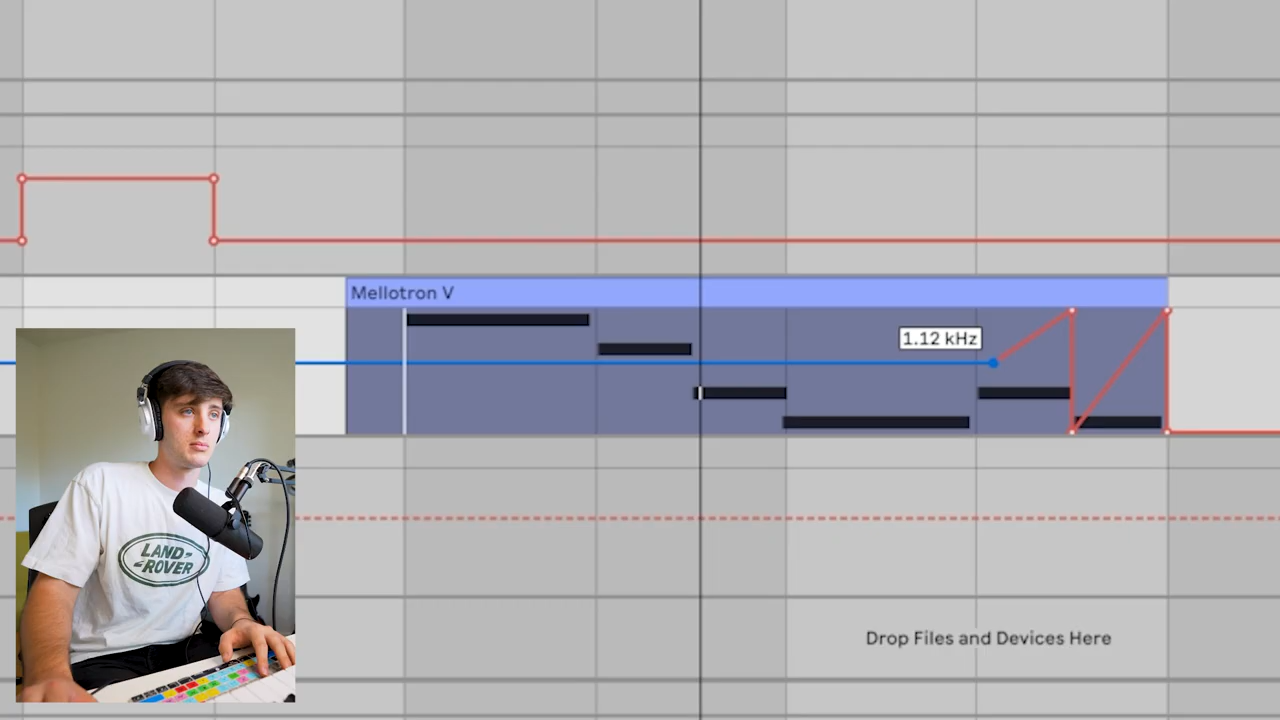 Mellotron V
1.12 kHz
LAND-
ROVER
Drop Files and Devices Here